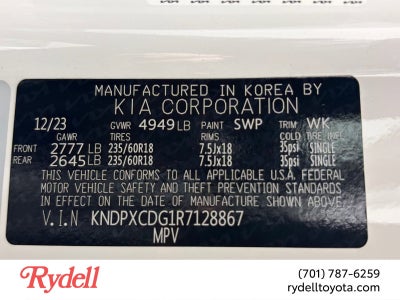 MANUFACTURED IN KOREA BY
KIA CORPORATION
12/23 GVWR 4949 LB PAINT SWP TRIM WK
GAWR TIRES RIMS COLD TIRE INF
FRONT 2777 LB 235/60R18 7.5Jx18 35psi SINGLE
REAR 2645 LB 235/60R18 7.5Jx18 35psi SINGLE
THIS VEHICLE CONFORMS TO ALL APPLICABLE U.S.A. FEDERAL
MOTOR VEHICLE SAFETY AND THEFT PREVENTION STANDARDS
IN EFFECT ON THE DATE OF MANUFACTURE SHOWN ABOVE.
V.I.N KNDPXCDG1R7128867
MPV
Rydell
(701) 787-6259
rydelltoyota.com